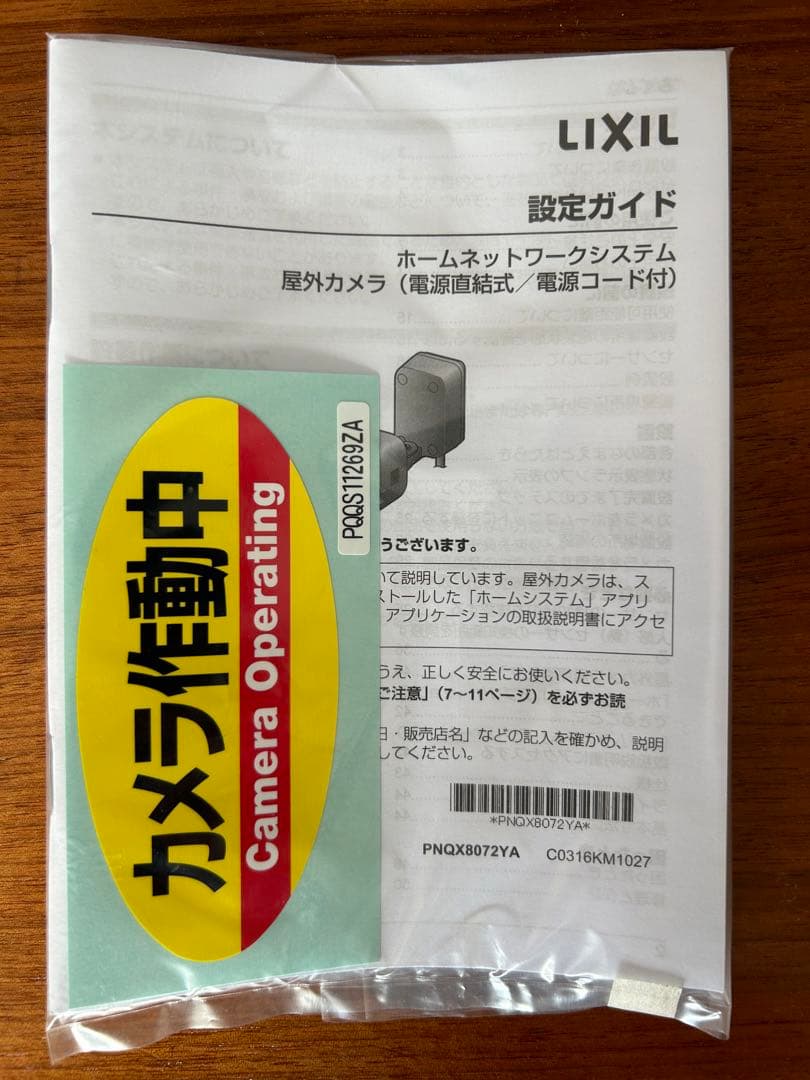 LIXIL
設定ガイド
ホームネットワークシステム
屋外カメラ（電源直結式／電源コード付）
カメラ作動中
Camera Operating
PQQS11269ZA
うございます。
いて説明しています。屋外カメラは、ス
ストールした「ホームシステム」アプリ
アプリケーションの取扱説明書にアクセ
うえ、正しく安全にお使いください。
ご注意」（7〜11ページ）を必ずお読
日・販売店名」などの記入を確かめ、説明
してください。
*PNQX8072YA*
PNQX8072YA C0316KM1027